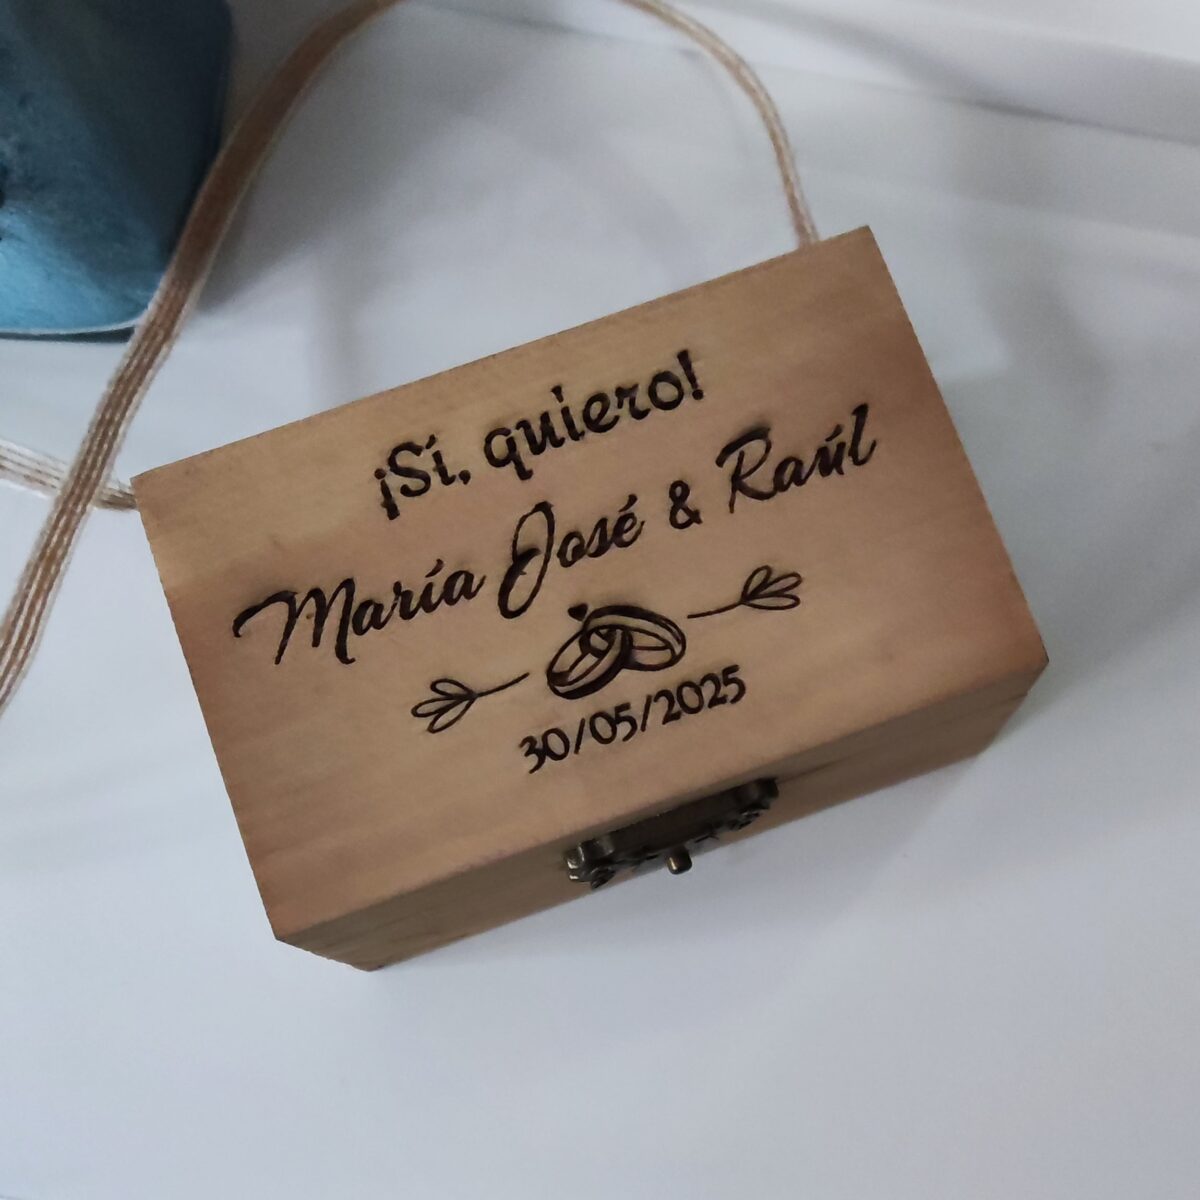 ¡Sí, quiero!
María José & Raúl
30/05/2025